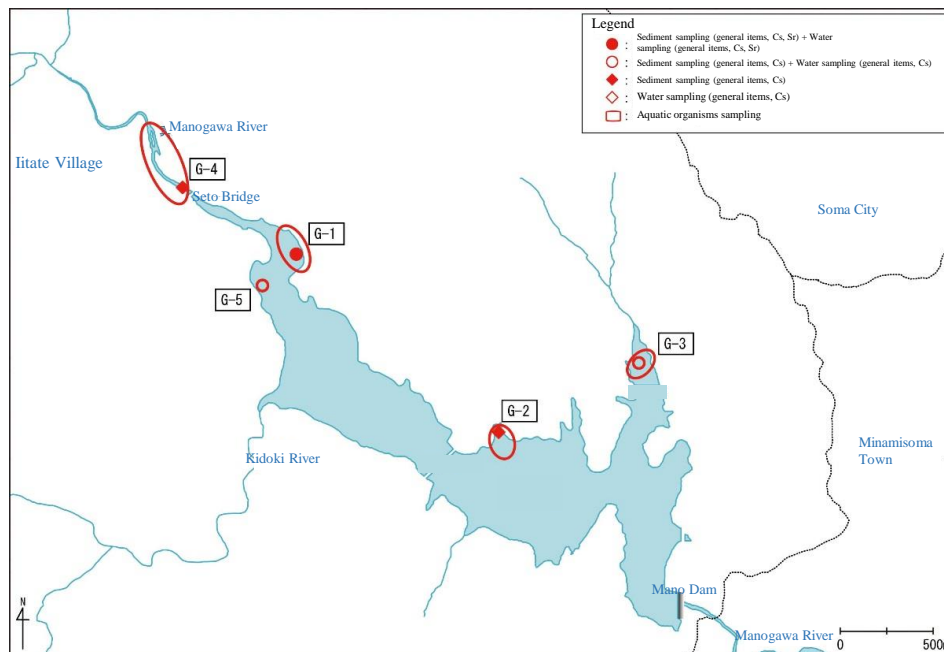 Legend
: Sediment sampling (general items, Cs, Sr) + Water
sampling (general items, Cs, Sr)
: Sediment sampling (general items, Cs) + Water sampling (general items, Cs)
: Sediment sampling (general items, Cs)
: Water sampling (general items, Cs)
: Aquatic organisms sampling
Manogawa River
Iitate Village
G-4
Seto Bridge
Soma City
G-1
G-5
G-3
G-2
Kidoki River
Minamisoma
Town
Mano Dam
N
Manogawa River
0 500